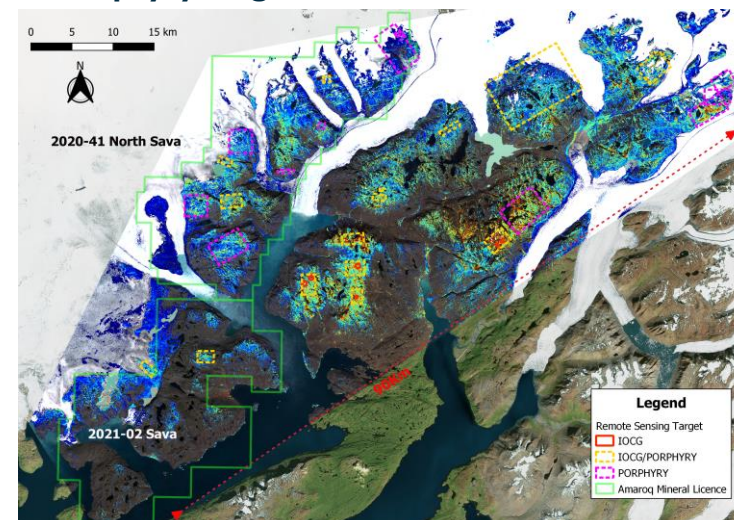 0 5 10 15 km
N
2020-41 North Sava
90Km
2021-02 Sava
Legend
Remote Sensing Target
IOCG
IOCG/PORPHYRY
PORPHYRY
Amaroq Mineral Licence